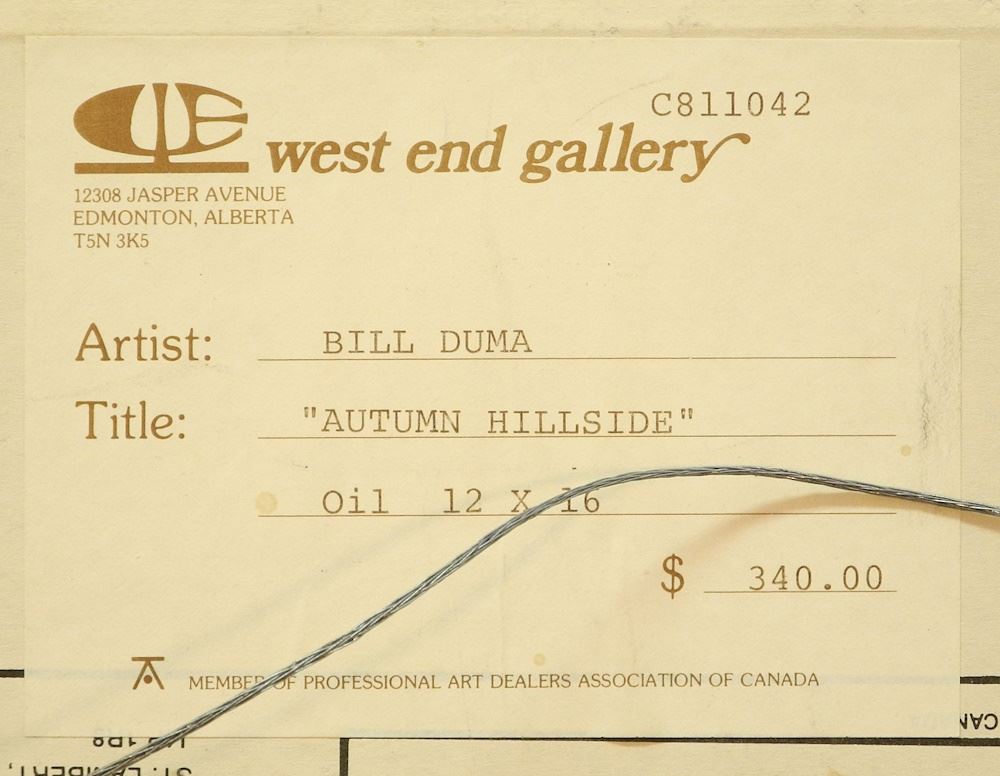 C811042
WE
west end gallery
12308 JASPER AVENUE
EDMONTON, ALBERTA
T5N 3K5
Artist: BILL DUMA
Title: "AUTUMN HILLSIDE"
Oil 12 X 16
$ 340.00
MEMBER OF PROFESSIONAL ART DEALERS ASSOCIATION OF CANADA